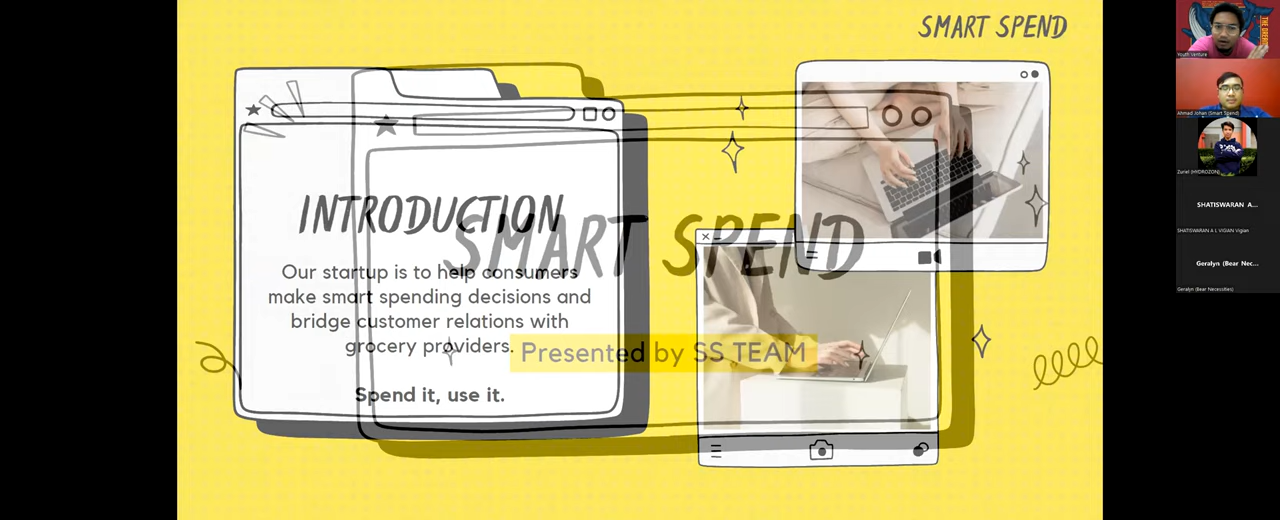 SMART SPEND
INTRODUCTION
Our startup is to help consumers
make smart spending decisions and
bridge customer relations with
grocery providers.
Spend it, use it.
SMART SPEND
Presented by SS TEAM
Youth Venture
Ahmad Johan (Smart Spend)
Zuriel (HYDROZON)
SHATISWARAN A...
SHATISWARAN A L VIGIAN Vigian
Geralyn (Bear Nec...
Geralyn (Bear Necessities)